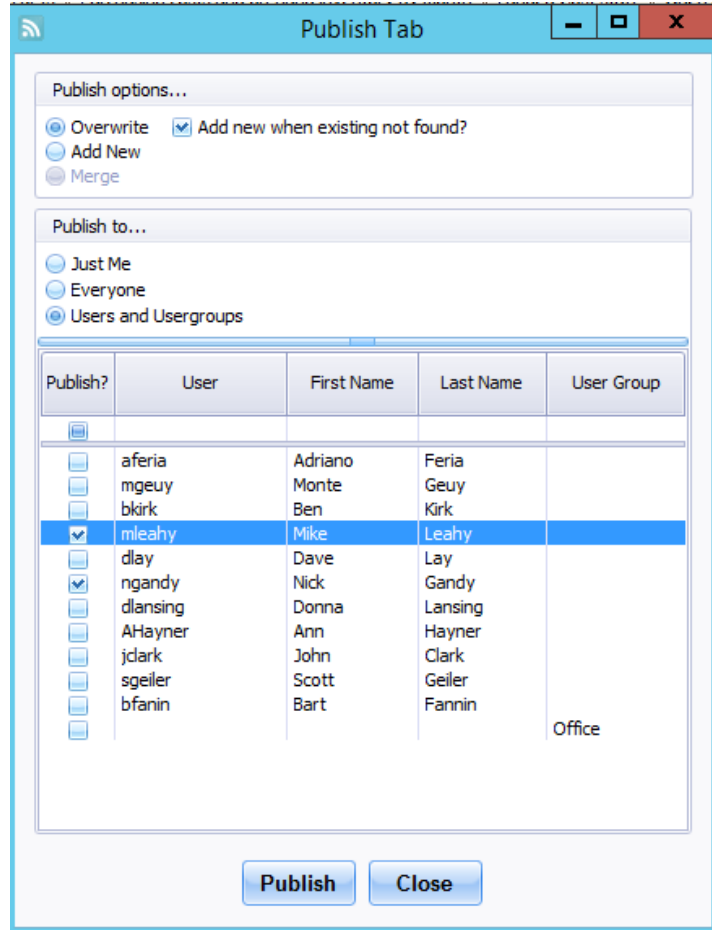 Publish Tab
Publish options...
Overwrite Add new when existing not found?
Add New
Merge
Publish to...
Just Me
Everyone
Users and Usergroups
Publish? User First Name Last Name User Group
aferia Adriano Feria
mgeuy Monte Geuy
bkirk Ben Kirk
mleahy Mike Leahy
dlay Dave Lay
ngandy Nick Gandy
dlansing Donna Lansing
AHayner Ann Hayner
jclark John Clark
sgeiler Scott Geiler
bfanin Bart Fannin
Office
Publish Close